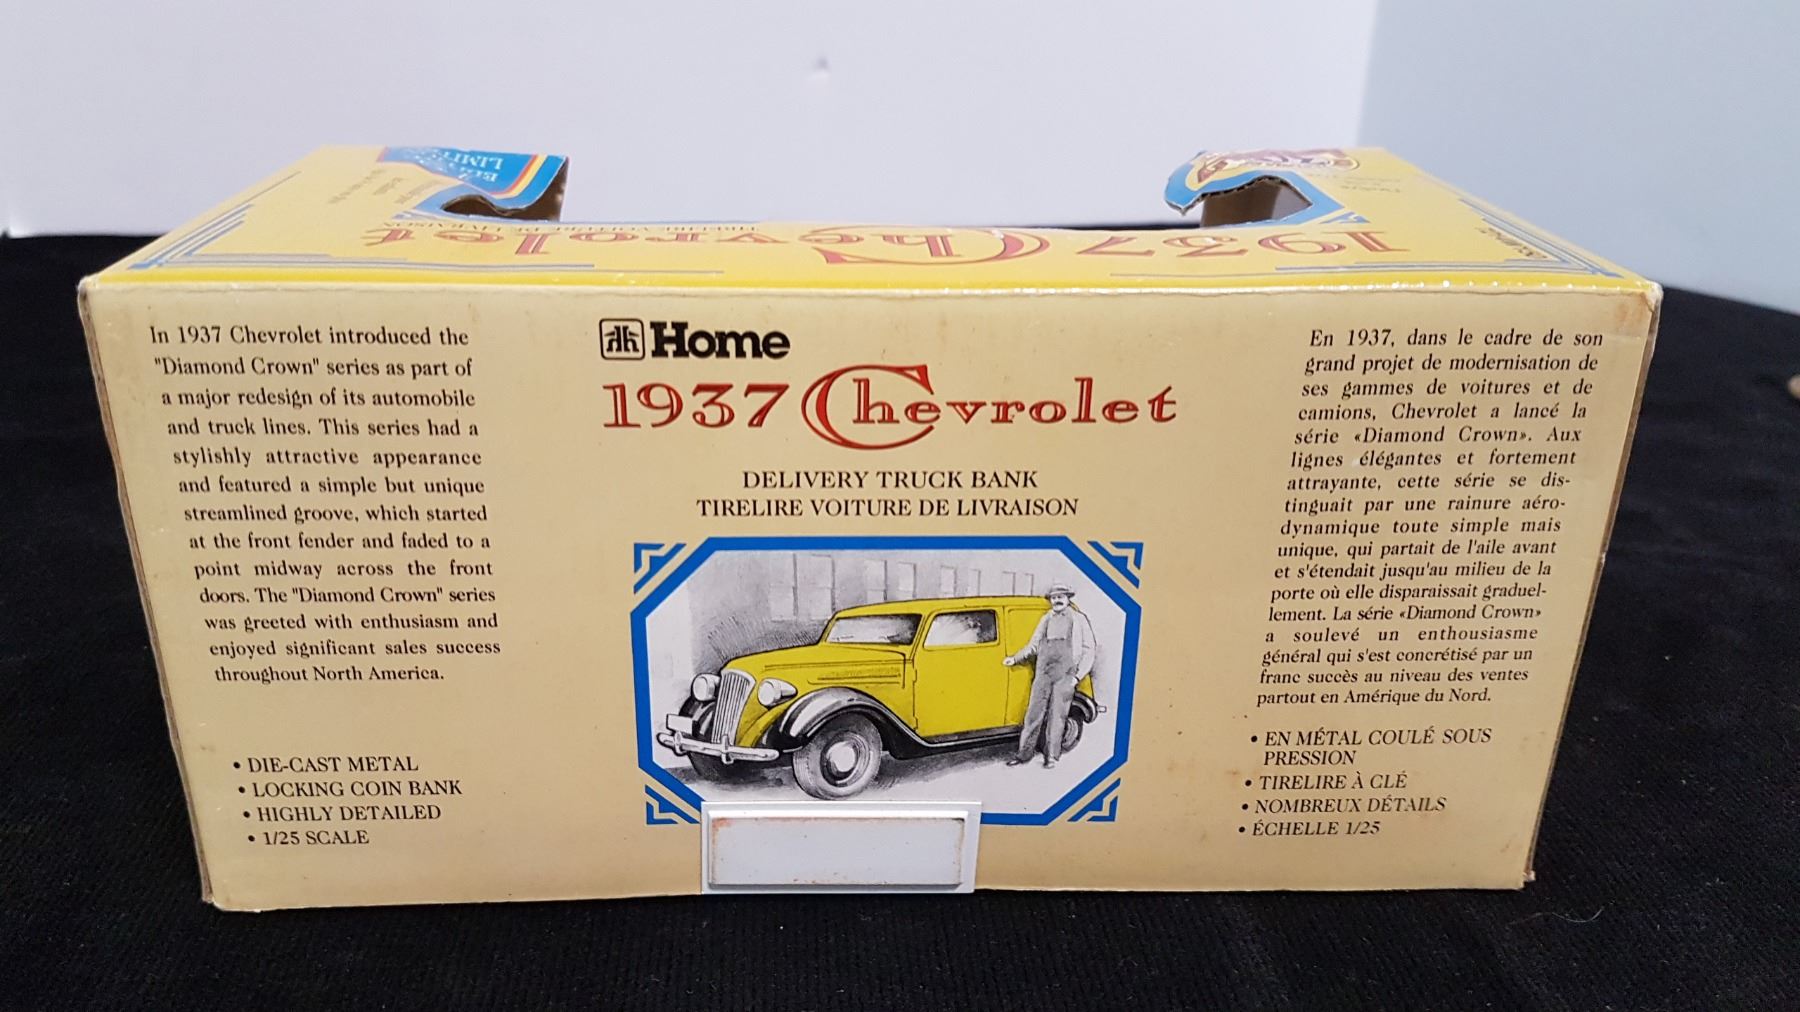 1937 Chevrolet
TIRELIRE VOITURE DE LIVRAISON
In 1937 Chevrolet introduced the
"Diamond Crown" series as part of
a major redesign of its automobile
and truck lines. This series had a
stylishly attractive appearance
and featured a simple but unique
streamlined groove, which started
at the front fender and faded to a
point midway across the front
doors. The "Diamond Crown" series
was greeted with enthusiasm and
enjoyed significant sales success
throughout North America.
• DIE-CAST METAL
• LOCKING COIN BANK
• HIGHLY DETAILED
• 1/25 SCALE
Home
1937 Chevrolet
DELIVERY TRUCK BANK
TIRELIRE VOITURE DE LIVRAISON
En 1937, dans le cadre de son
grand projet de modernisation de
ses gammes de voitures et de
camions, Chevrolet a lancé la
série «Diamond Crown». Aux
lignes élégantes et fortement
attrayante, cette série se dis-
tinguait par une rainure aéro-
dynamique toute simple mais
unique, qui partait de l'aile avant
et s'étendait jusqu'au milieu de la
porte où elle disparaissait graduel-
lement. La série «Diamond Crown»
a soulevé un enthousiasme
général qui s'est concrétisé par un
franc succès au niveau des ventes
partout en Amérique du Nord.
• EN MÉTAL COULÉ SOUS
PRESSION
• TIRELIRE À CLÉ
• NOMBREUX DÉTAILS
• ÉCHELLE 1/25